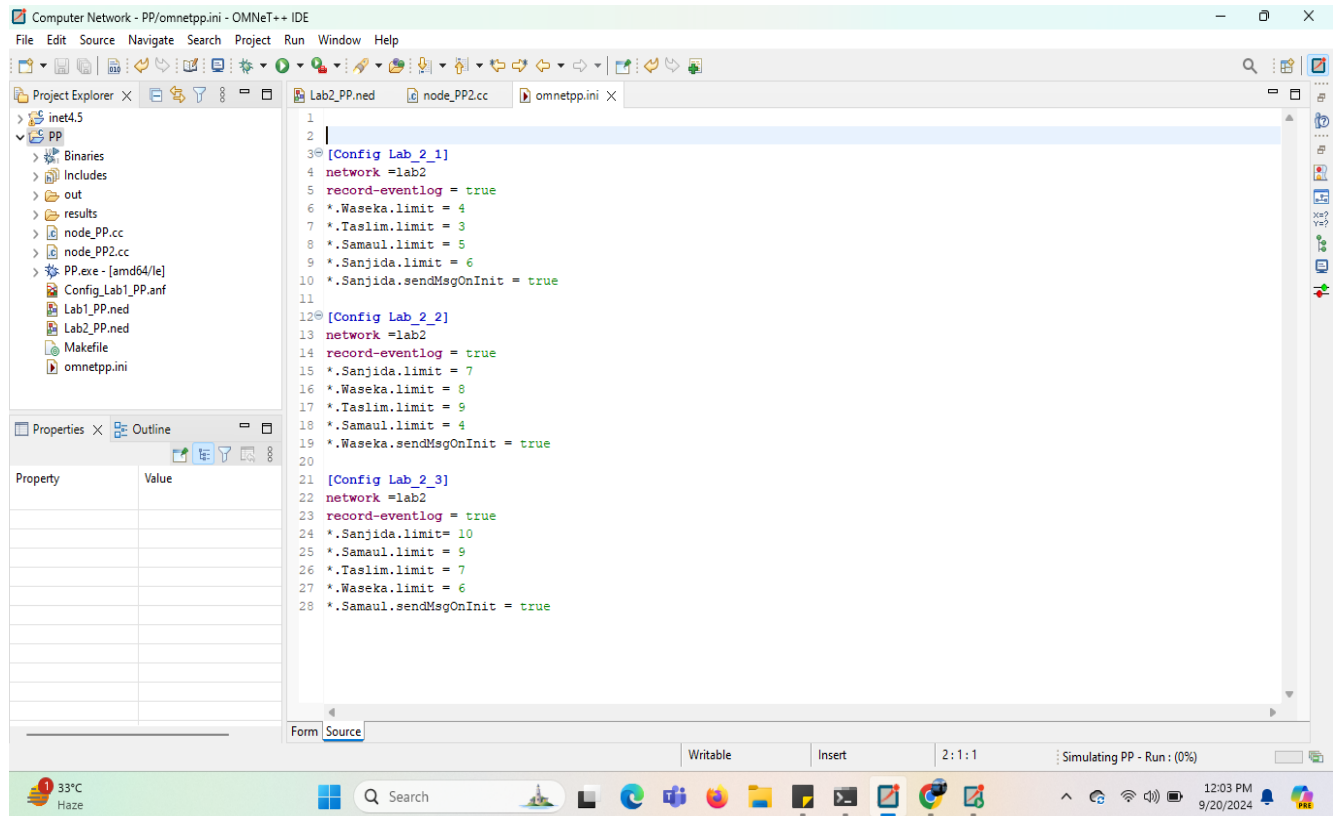 Computer Network - PP/omnetpp.ini - OMNeT++ IDE
File Edit Source Navigate Search Project Run Window Help
Project Explorer
inet4.5
PP
Binaries
Includes
out
results
node_PP.cc
node_PP2.cc
PP.exe - [amd64/le]
Config_Lab1_PP.anf
Lab1_PP.ned
Lab2_PP.ned
Makefile
omnetpp.ini
Properties Outline
Property Value
Lab2_PP.ned node_PP2.cc omnetpp.ini
1
2
3 [Config Lab_2_1]
4 network =lab2
5 record-eventlog = true
6 *.Waseka.limit = 4
7 *.Taslim.limit = 3
8 *.Samaul.limit = 5
9 *.Sanjida.limit = 6
10 *.Sanjida.sendMsgOnInit = true
11
12 [Config Lab_2_2]
13 network =lab2
14 record-eventlog = true
15 *.Sanjida.limit = 7
16 *.Waseka.limit = 8
17 *.Taslim.limit = 9
18 *.Samaul.limit = 4
19 *.Waseka.sendMsgOnInit = true
20
21 [Config Lab_2_3]
22 network =lab2
23 record-eventlog = true
24 *.Sanjida.limit= 10
25 *.Samaul.limit = 9
26 *.Taslim.limit = 7
27 *.Waseka.limit = 6
28 *.Samaul.sendMsgOnInit = true
Form Source
Writable Insert 2 : 1 : 1 Simulating PP - Run : (0%)
1
33°C
Haze
Search
12:03 PM
9/20/2024
PRE